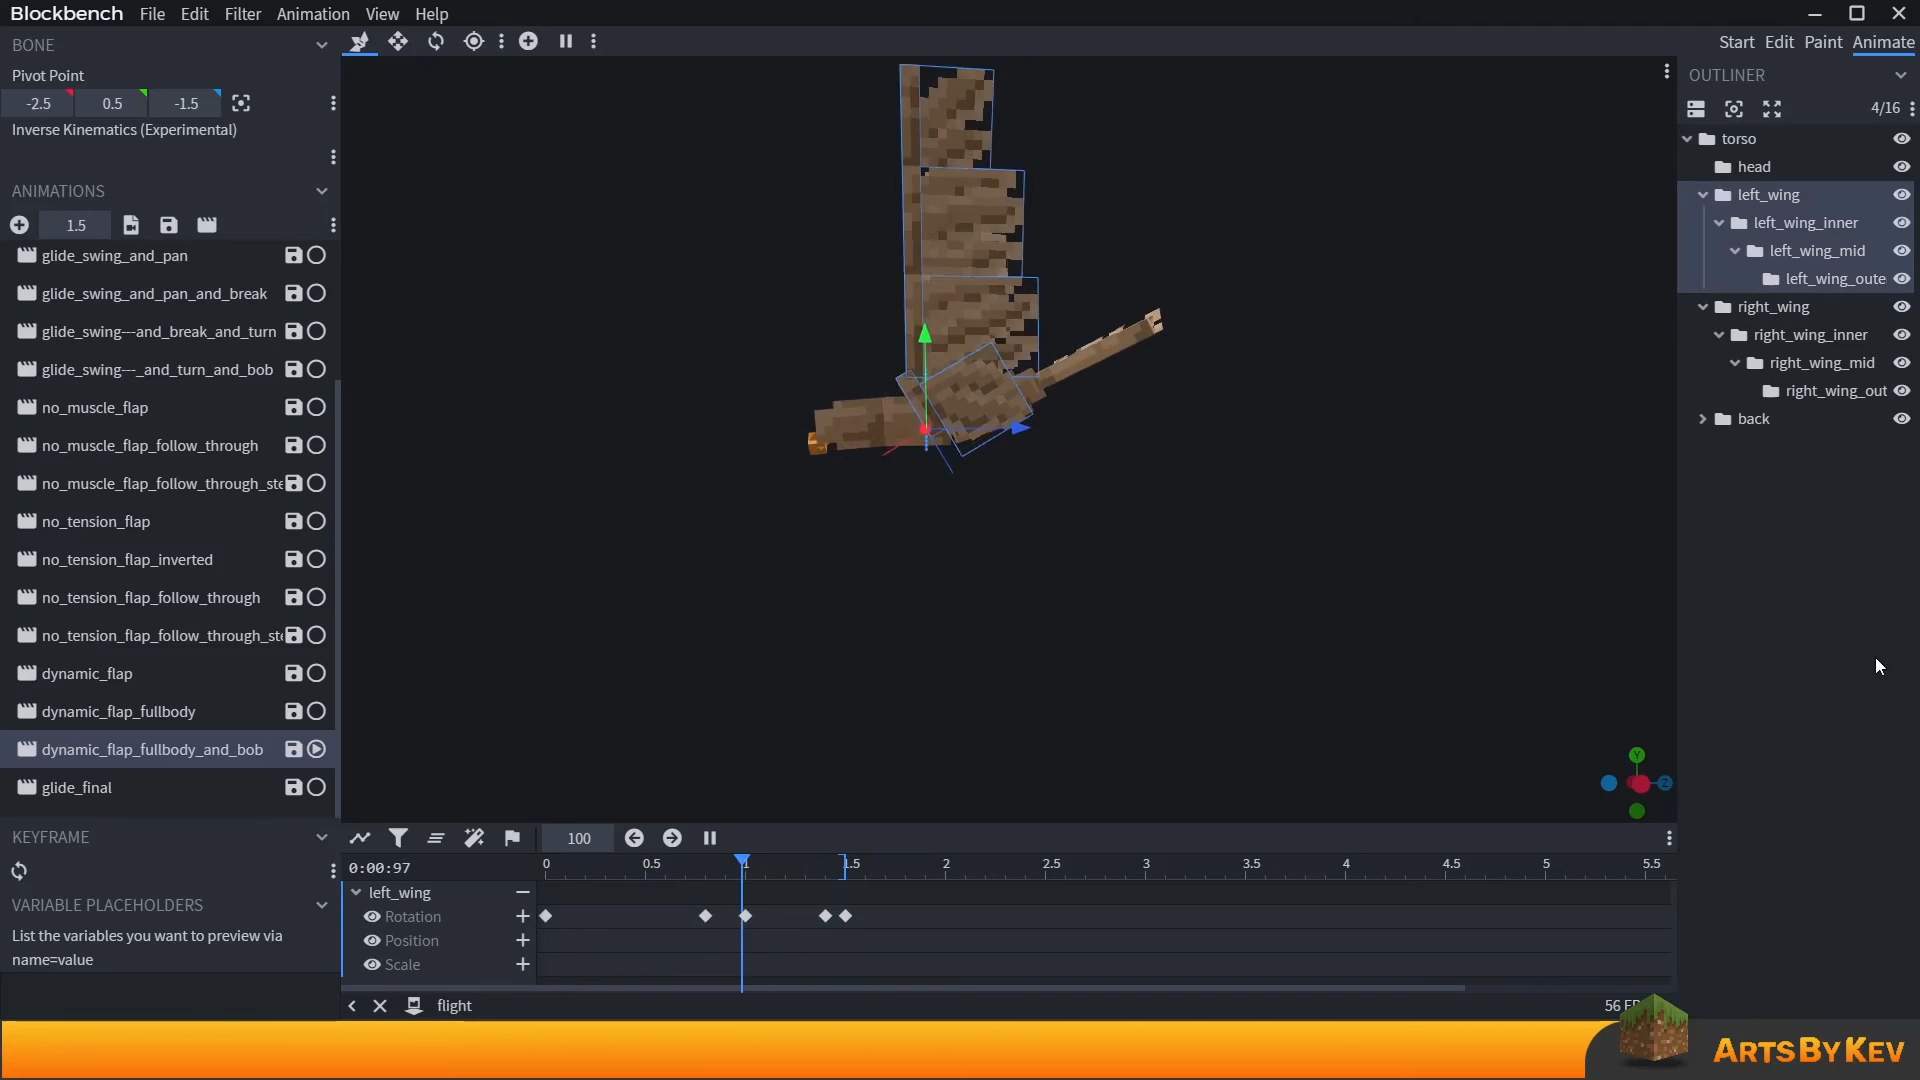 Blockbench File Edit Filter Animation View Help
Start Edit Paint Animate
BONE
Pivot Point
-2.5 0.5 -1.5
Inverse Kinematics (Experimental)
ANIMATIONS
1.5
glide_swing_and_pan
glide_swing_and_pan_and_break
glide_swing---and_break_and_turn
glide_swing---_and_turn_and_bob
no_muscle_flap
no_muscle_flap_follow_through
no_muscle_flap_follow_through_ste
no_tension_flap
no_tension_flap_inverted
no_tension_flap_follow_through
no_tension_flap_follow_through_ste
dynamic_flap
dynamic_flap_fullbody
dynamic_flap_fullbody_and_bob
glide_final
KEYFRAME
VARIABLE PLACEHOLDERS
List the variables you want to preview via
name=value
OUTLINER
4/16
torso
head
left_wing
left_wing_inner
left_wing_mid
left_wing_oute
right_wing
right_wing_inner
right_wing_mid
right_wing_out
back
Y
Z
100
0:00:97
0 0.5 1 1.5 2 2.5 3 3.5 4 4.5 5 5.5
left_wing
Rotation
Position
Scale
flight
56
ARTSBYKEV